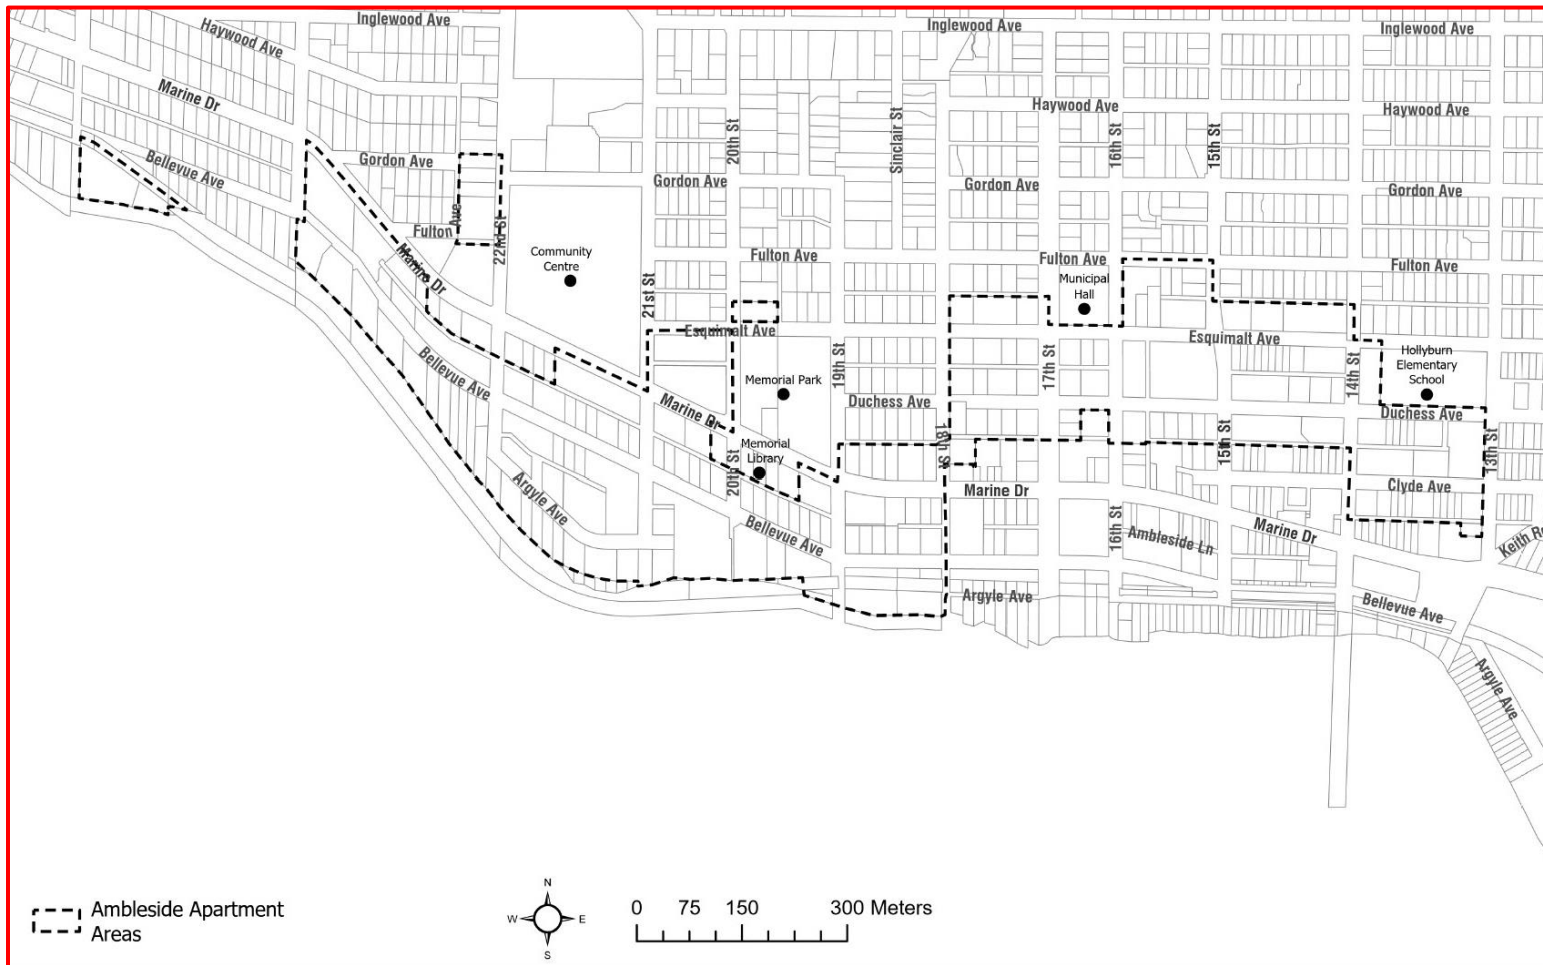 Inglewood Ave
Inglewood Ave
Inglewood Ave
Haywood Ave
Marine Dr
Haywood Ave
Haywood Ave
20th St
Sinclair St
16th St
15th St
Bellevue Ave
Gordon Ave
Gordon Ave
Gordon Ave
Gordon Ave
Fulton Ave
22nd St
Community
Centre
Fulton Ave
Fulton Ave
Fulton Ave
Marine Dr
21st St
Municipal
Hall
Esquimalt Ave
Esquimalt Ave
19th St
17th St
14th St
Hollyburn
Elementary
School
Bellevue Ave
Memorial Park
Marine Dr
Duchess Ave
Duchess Ave
18th St
15th St
13th St
Memorial
Library
20th St
Marine Dr
Clyde Ave
Argyle Ave
Bellevue Ave
16th St
Ambleside Ln
Marine Dr
Argyle Ave
Bellevue Ave
Argyle Ave
Ambleside Apartment
Areas
N
W
E
S
0 75 150 300 Meters